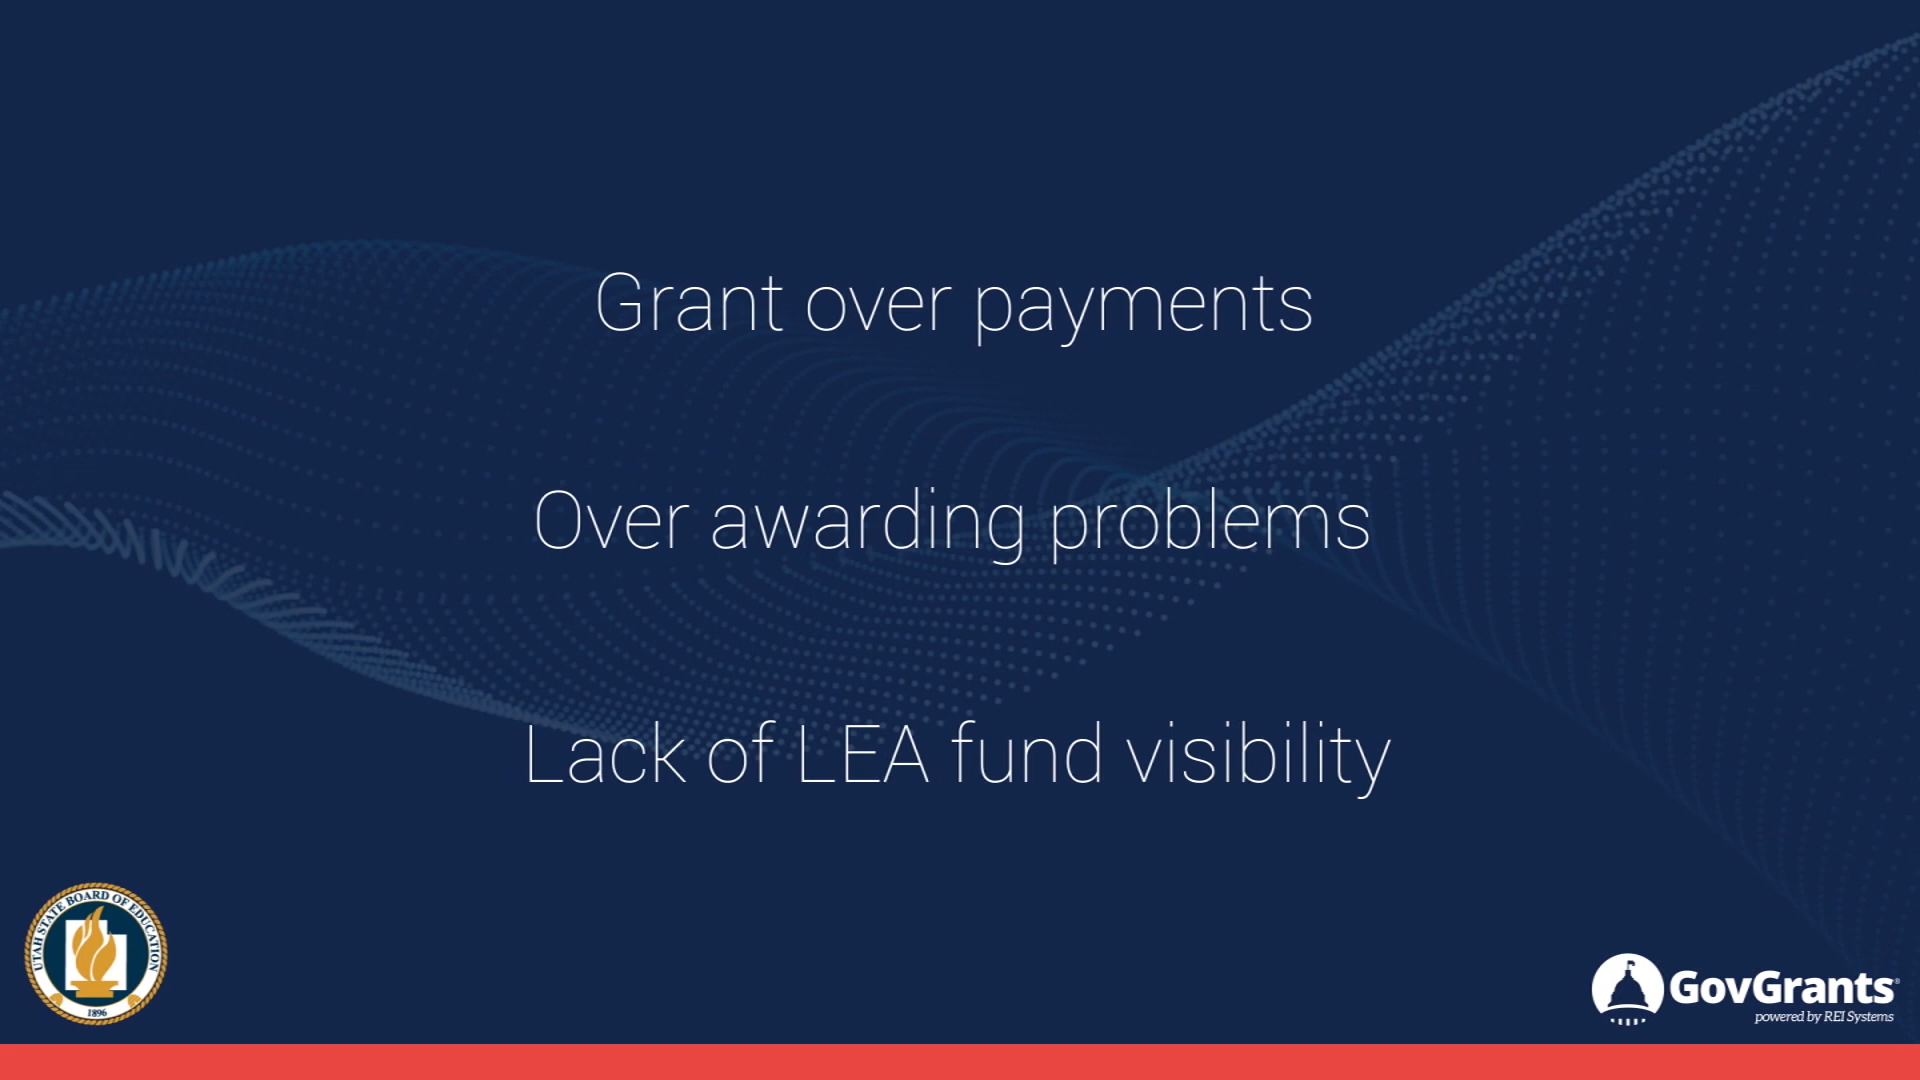 Grant over payments
Over awarding problems
Lack of LEA fund visibility
UTAH STATE BOARD OF EDUCATION
1896
GovGrants®
powered by REI Systems